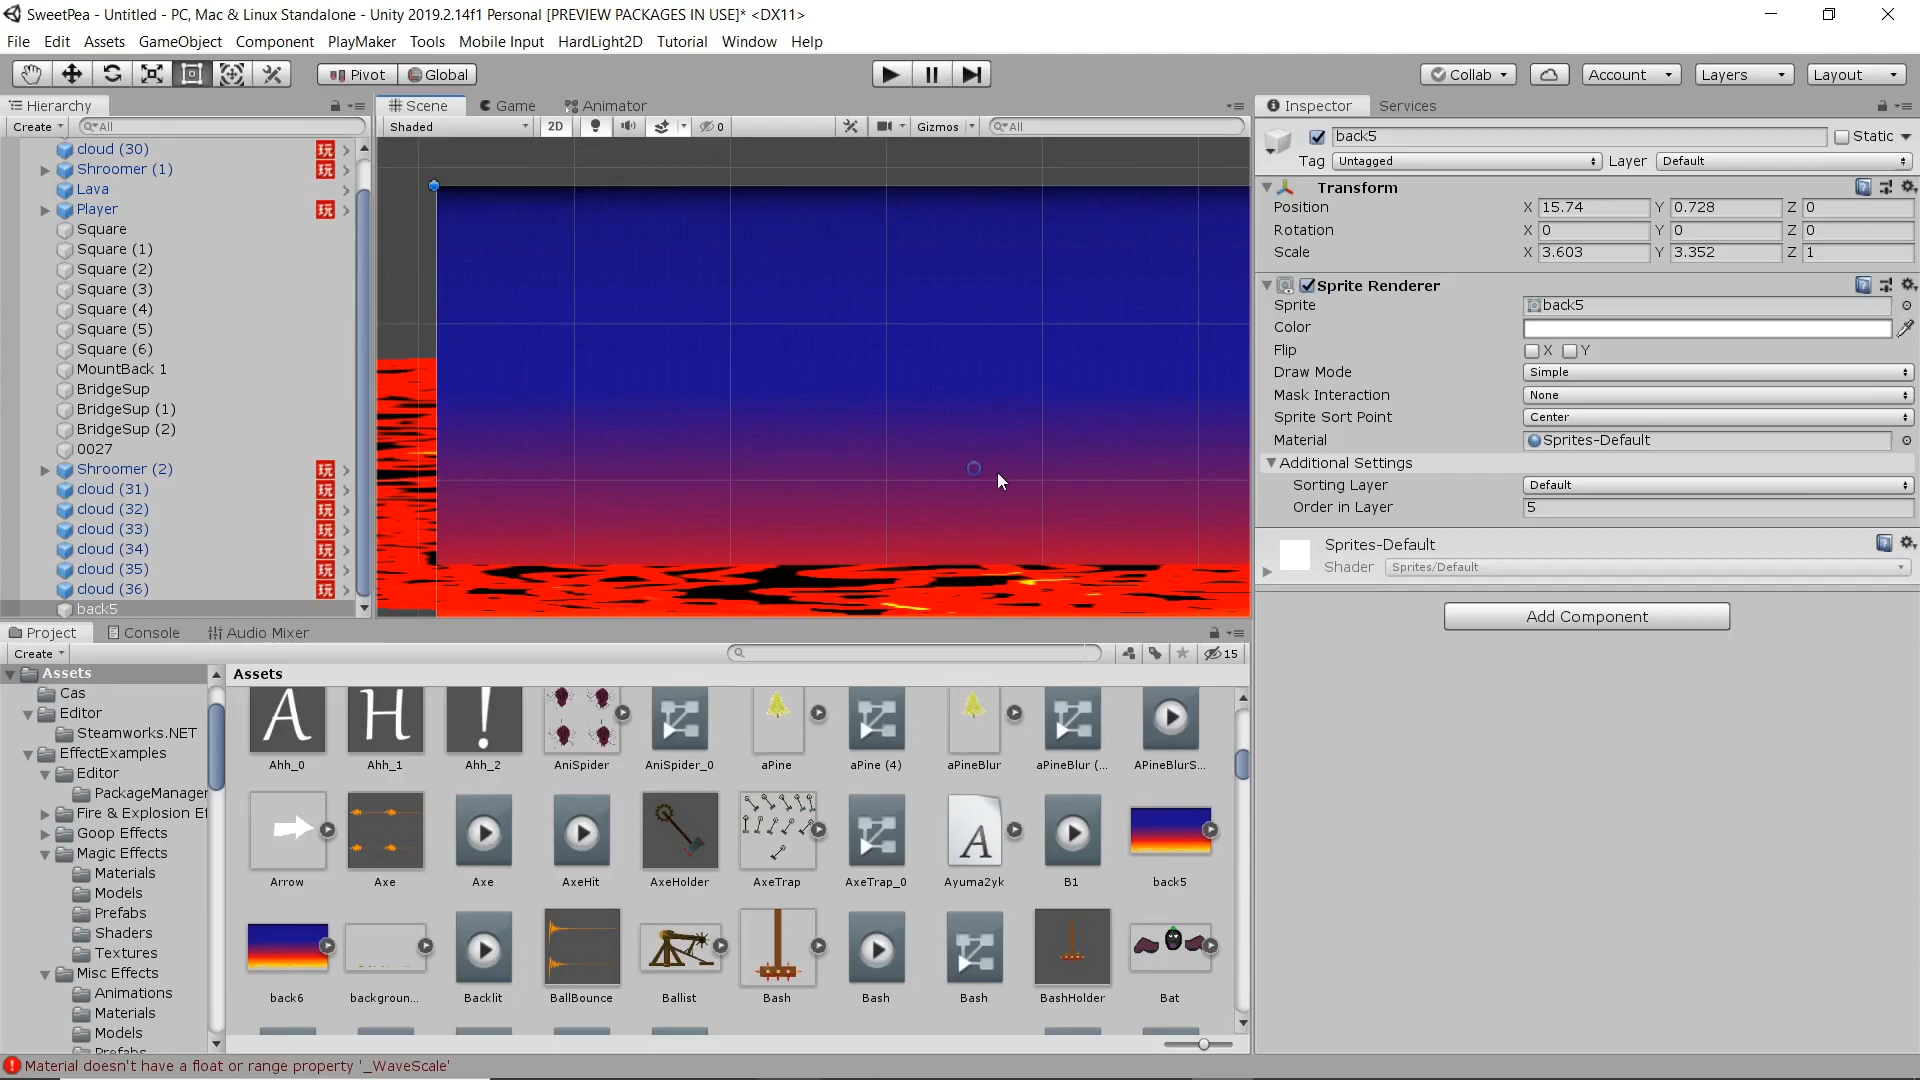 SweetPea - Untitled - PC, Mac & Linux Standalone - Unity 2019.2.14f1 Personal [PREVIEW PACKAGES IN USE]* <DX11>
File Edit Assets GameObject Component PlayMaker Tools Mobile Input HardLight2D Tutorial Window Help
Pivot Global Collab Account Layers Layout
Hierarchy
Create All
cloud (30) 玩
Shroomer (1) 玩
Lava
Player 玩
Square
Square (1)
Square (2)
Square (3)
Square (4)
Square (5)
Square (6)
MountBack 1
BridgeSup
BridgeSup (1)
BridgeSup (2)
0027
Shroomer (2) 玩
cloud (31) 玩
cloud (32) 玩
cloud (33) 玩
cloud (34) 玩
cloud (35) 玩
cloud (36) 玩
back5
Scene Game Animator
Shaded 2D 0 Gizmos All
Inspector Services
back5 Static
Tag Untagged Layer Default
Transform
Position X 15.74 Y 0.728 Z 0
Rotation X 0 Y 0 Z 0
Scale X 3.603 Y 3.352 Z 1
Sprite Renderer
Sprite back5
Color
Flip X Y
Draw Mode Simple
Mask Interaction None
Sprite Sort Point Center
Material Sprites-Default
Additional Settings
Sorting Layer Default
Order in Layer 5
Sprites-Default
Shader Sprites/Default
Add Component
Project Console Audio Mixer
Create 15
Assets
Cas
Editor
Steamworks.NET
EffectExamples
Editor
PackageManager
Fire & Explosion Ef
Goop Effects
Magic Effects
Materials
Models
Prefabs
Shaders
Textures
Misc Effects
Animations
Materials
Models
Prefabs
Assets
A H !
Ahh_0 Ahh_1 Ahh_2 AniSpider AniSpider_0 aPine aPine (4) aPineBlur aPineBlur (... APineBlurS...
A
Arrow Axe Axe AxeHit AxeHolder AxeTrap AxeTrap_0 Ayuma2yk B1 back5
back6 backgroun... Backlit BallBounce Ballist Bash Bash Bash BashHolder Bat
Material doesn't have a float or range property '_WaveScale'